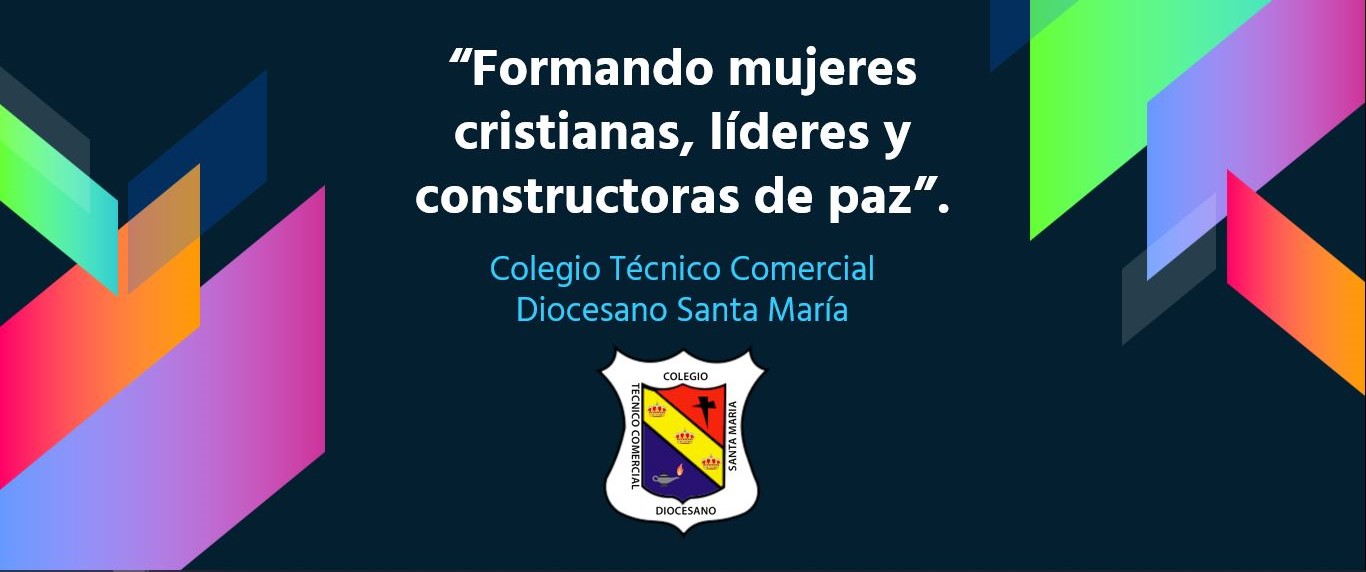 “Formando mujeres
cristianas, líderes y
constructoras de paz”.
Colegio Técnico Comercial
Diocesano Santa María
COLEGIO
TECNICO COMERCIAL
SANTA MARIA
DIOCESANO